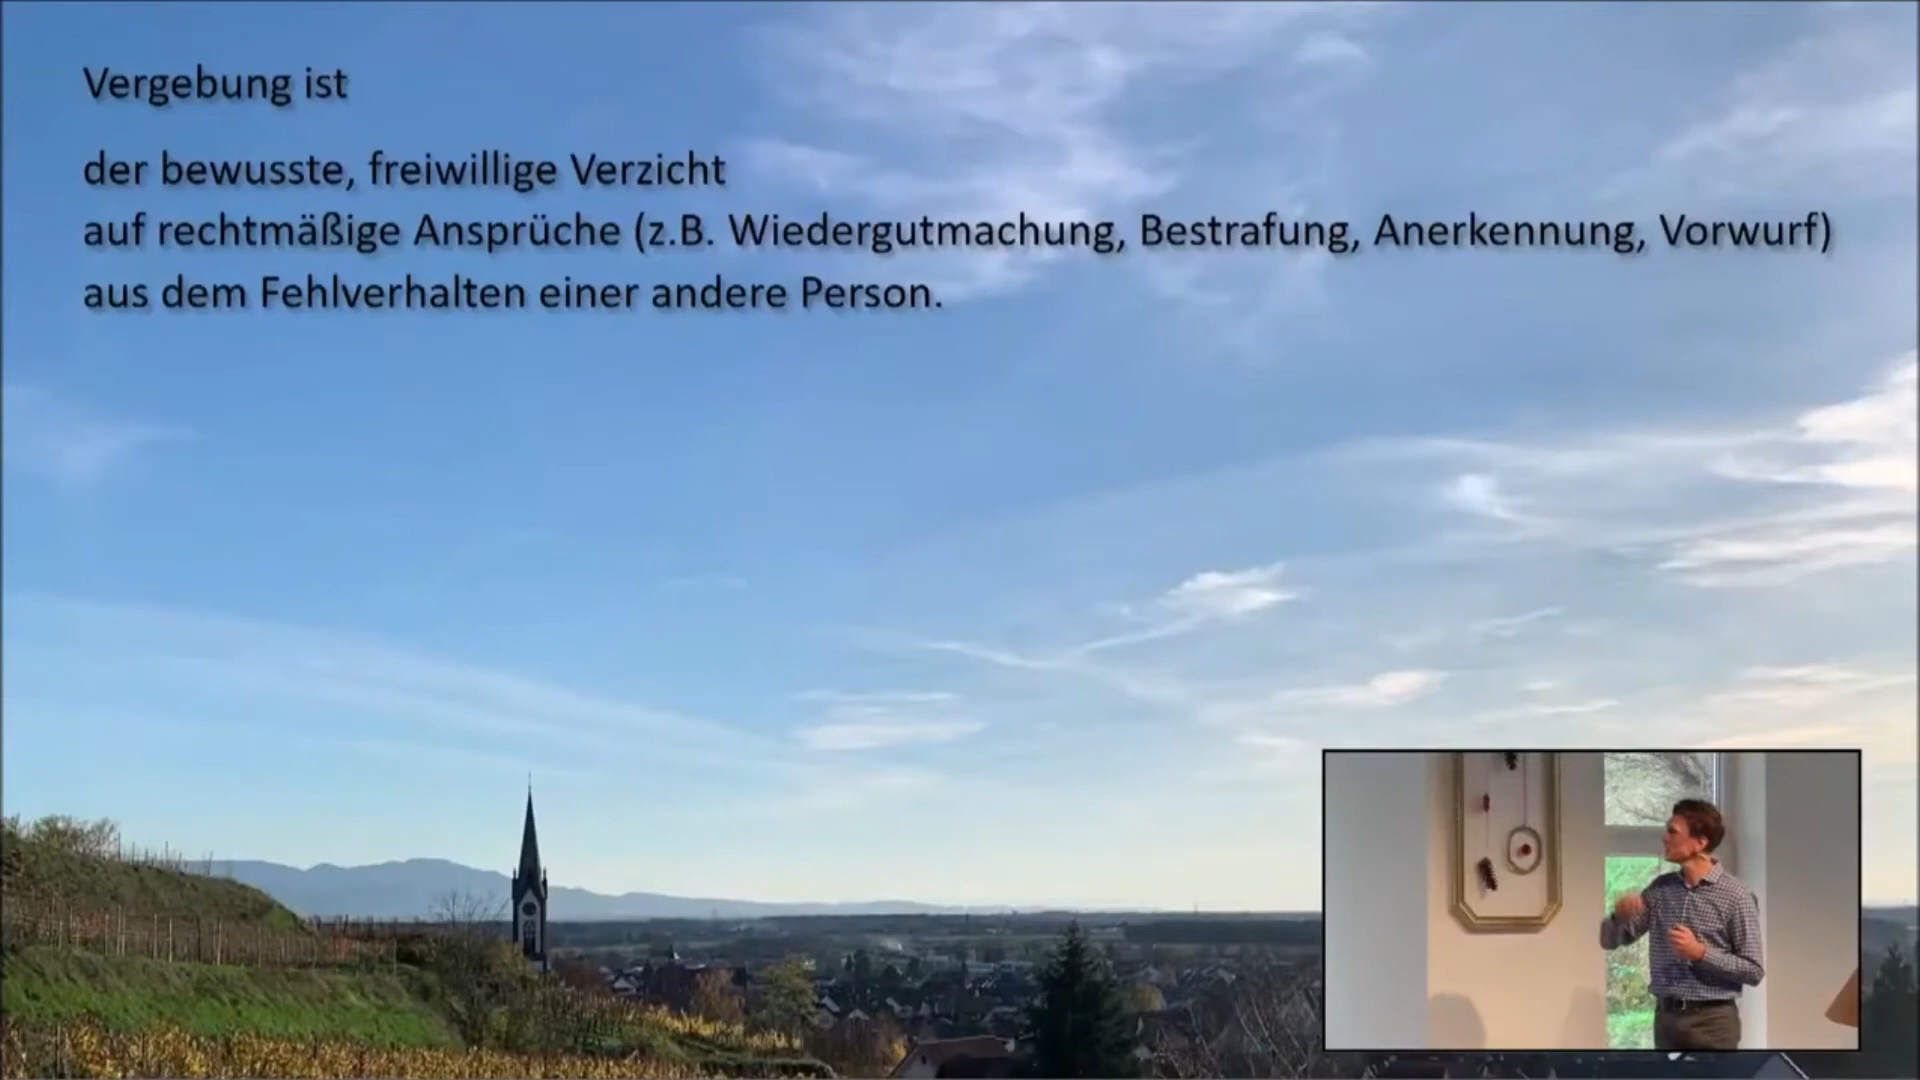 Vergebung ist
der bewusste, freiwillige Verzicht
auf rechtmäßige Ansprüche (z.B. Wiedergutmachung, Bestrafung, Anerkennung, Vorwurf)
aus dem Fehlverhalten einer andere Person.